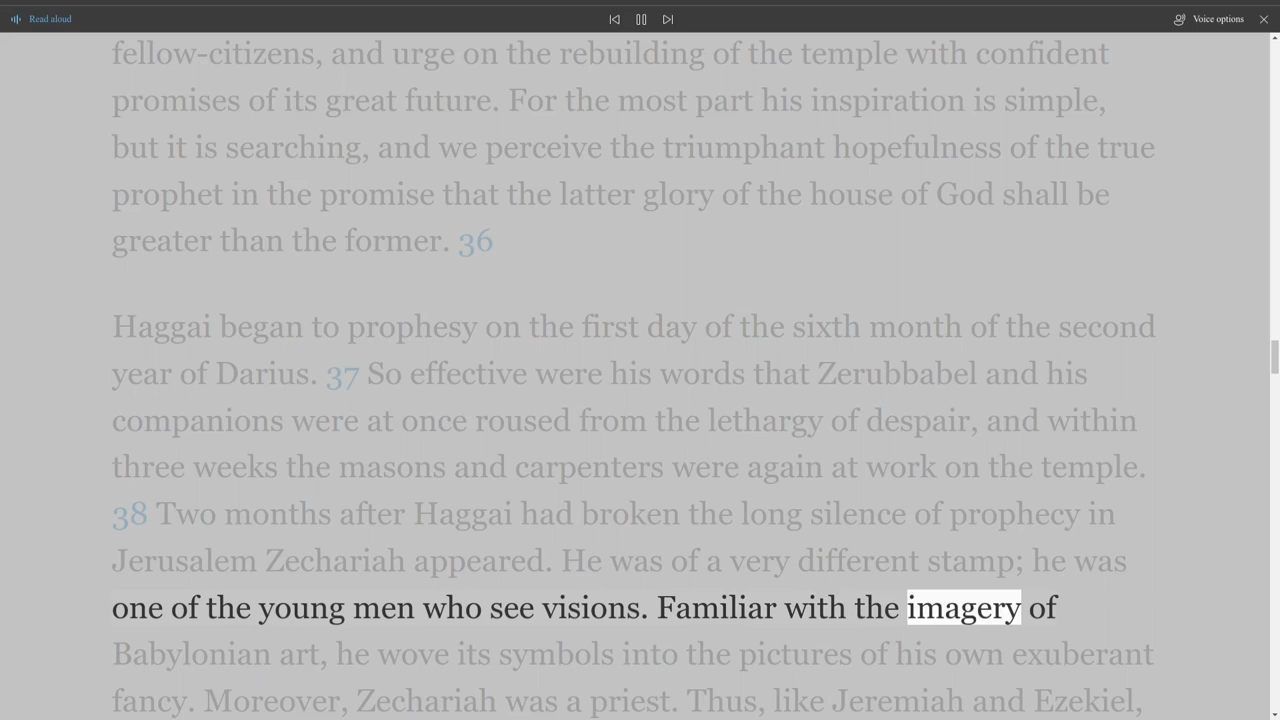 Read aloud
Voice options
fellow-citizens, and urge on the rebuilding of the temple with confident
promises of its great future. For the most part his inspiration is simple,
but it is searching, and we perceive the triumphant hopefulness of the true
prophet in the promise that the latter glory of the house of God shall be
greater than the former. 36
Haggai began to prophesy on the first day of the sixth month of the second
year of Darius. 37 So effective were his words that Zerubbabel and his
companions were at once roused from the lethargy of despair, and within
three weeks the masons and carpenters were again at work on the temple.
38 Two months after Haggai had broken the long silence of prophecy in
Jerusalem Zechariah appeared. He was of a very different stamp; he was
one of the young men who see visions. Familiar with the imagery of
Babylonian art, he wove its symbols into the pictures of his own exuberant
fancy. Moreover, Zechariah was a priest. Thus, like Jeremiah and Ezekiel,